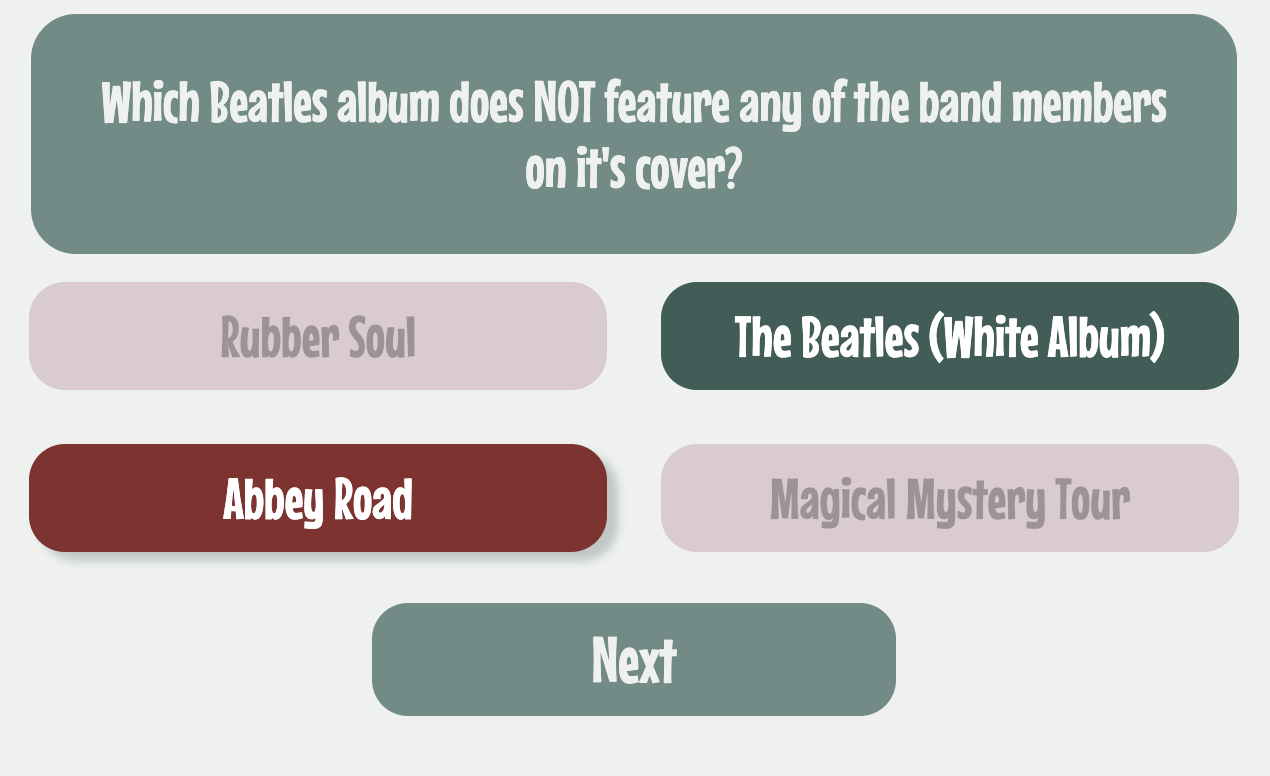 Which Beatles album does NOT feature any of the band members
on it's cover?
Rubber Soul
The Beatles (White Album)
Abbey Road
Magical Mystery Tour
Next